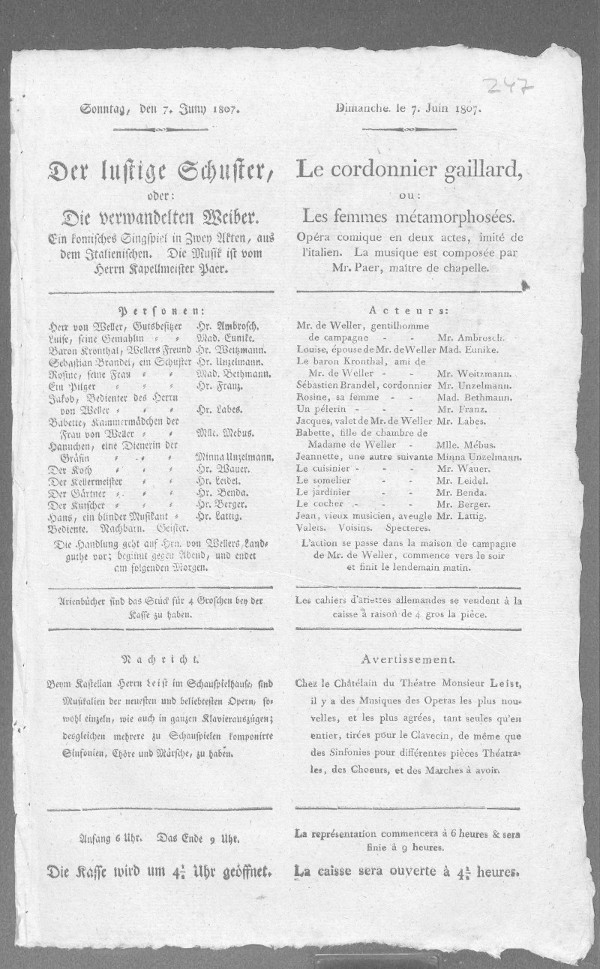 247
Sonntag, den 7. Juny 1807.
Der lustige Schuster,
oder:
Die verwandelten Weiber.
Ein komisches Singspiel in Zwey Akten, aus
dem Italienischen. Die Musik ist vom
Herrn Kapellmeister Paer.
Personen:
Herr von Weller, Gutsbesitzer Hr. Ambrosch.
Luise, seine Gemahlin " " Mad. Eunike.
Baron Kronthal, Wellers Freund Hr. Weitzmann.
Sebastian Brandel, ein Schuster Hr. Unzelmann.
Rosine, seine Frau " " Mad. Bethmann.
Ein Pilger " " " Hr. Franz.
Jakob, Bedienter des Herrn
von Weller " " " Hr. Labes.
Babette, Kammermädchen der
Frau von Weller " " Mlle. Mebus.
Hannchen, eine Dienerin der
Gräfin " " " Minna Unzelmann.
Der Koch " " " Hr. Wauer.
Der Kellermeister " " Hr. Leidel.
Der Gärtner " " " Hr. Benda.
Der Kutscher " " " Hr. Berger.
Hans, ein blinder Musikant " Hr. Lattig.
Bediente. Nachbarn. Geister.
Die Handlung geht auf Hrn. von Wellers Land-
guthe vor; beginnt gegen Abend, und endet
am folgenden Morgen.
Arienbücher sind das Stück für 4 Groschen bey der
Kasse zu haben.
Nachricht.
Beym Kastellan Herrn Leist im Schauspielhause, sind
Musikalien der neuesten und beliebtesten Opern, so-
wohl einzeln, wie auch in ganzen Klavierauszügen;
desgleichen mehrere zu Schauspielen komponirte
Sinfonien, Chöre und Märsche, zu haben.
Anfang 6 Uhr. Das Ende 9 Uhr.
Die Kasse wird um 4½ Uhr geöffnet.
Dimanche. le 7. Juin 1807.
Le cordonnier gaillard,
ou:
Les femmes métamorphosées.
Opéra comique en deux actes, imité de
l'italien. La musique est composée par
Mr. Paer, maître de chapelle.
Acteurs:
Mr. de Weller, gentilhomme
de campagne - - Mr. Ambrosch.
Louise, épouse de Mr. de Weller Mad. Eunike.
Le baron Kronthal, ami de
Mr. de Weller - - Mr. Weitzmann.
Sébastien Brandel, cordonnier Mr. Unzelmann.
Rosine, sa femme - - Mad. Bethmann.
Un pélerin - - - Mr. Franz.
Jacques, valet de Mr. de Weller Mr. Labes.
Babette, fille de chambre de
Madame de Weller - Mlle. Mébus.
Jeannette, une autre suivante Minna Unzelmann.
Le cuisinier - - - Mr. Wauer.
Le somelier - - Mr. Leidel.
Le jardinier - - Mr. Benda.
Le cocher - - - Mr. Berger.
Jean, vieux musicien, aveugle Mr. Lattig.
Valets. Voisins. Specteres.
L'action se passe dans la maison de campagne
de Mr. de Weller, commence vers le soir
et finit le lendemain matin.
Les cahiers d'ariettes allemandes se vendent à la
caisse à raison de 4 gros la pièce.
Avertissement.
Chez le Châtelain du Théatre Monsieur Leist,
il y a des Musiques des Operas les plus nou-
velles, et les plus agrées, tant seules qu'en
entier, tirées pour le Clavecin, de même que
des Sinfonies pour différentes pièces Théatra-
les, des Choeurs, et des Marches à avoir.
La représentation commencera à 6 heures & sera
finie à 9 heures.
La caisse sera ouverte à 4½ heures.